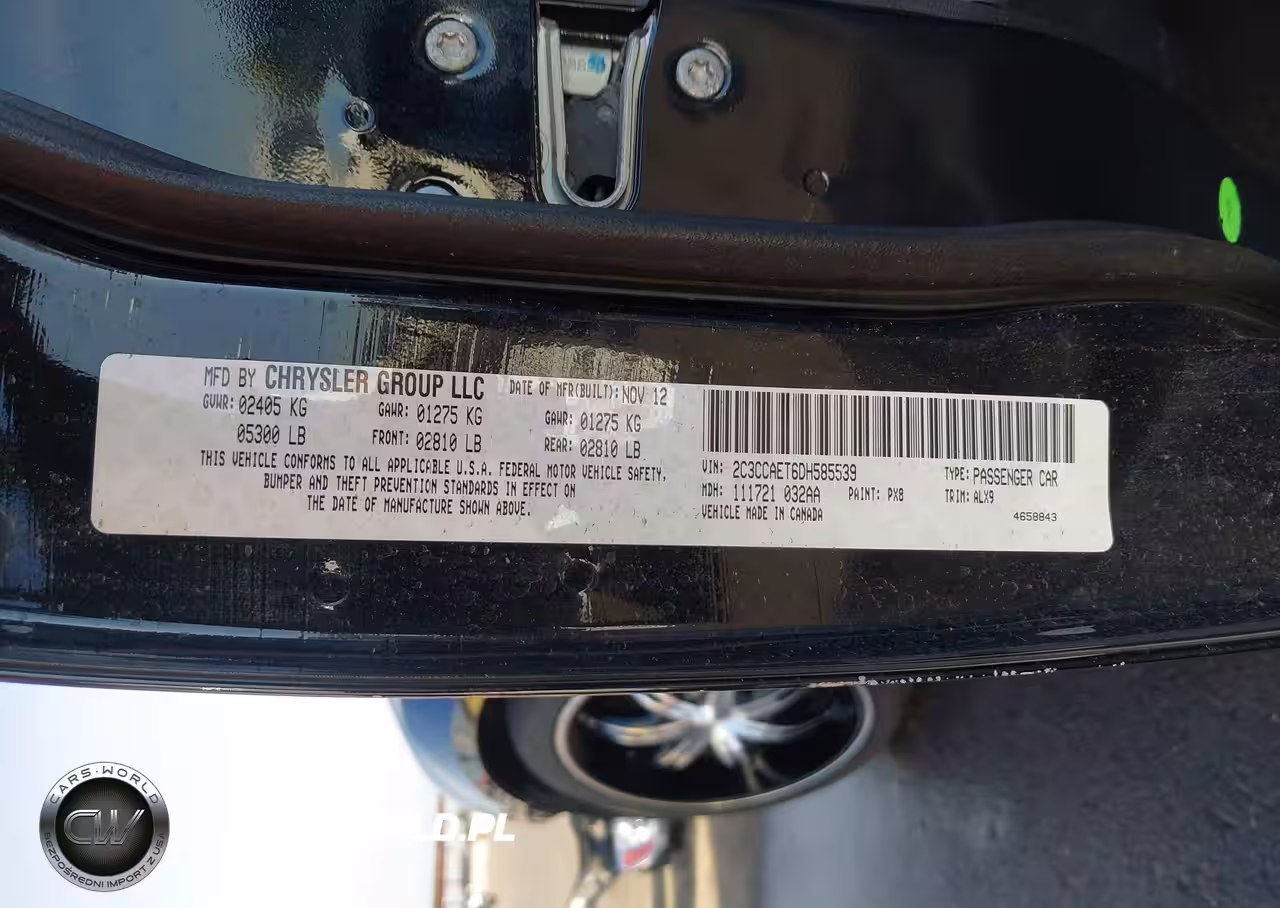 MFD BY CHRYSLER GROUP LLC DATE OF MFR(BUILT): NOV 12
GVWR: 02405 KG GAWR: 01275 KG GAWR: 01275 KG
05300 LB FRONT: 02810 LB REAR: 02810 LB
THIS VEHICLE CONFORMS TO ALL APPLICABLE U.S.A. FEDERAL MOTOR VEHICLE SAFETY,
BUMPER AND THEFT PREVENTION STANDARDS IN EFFECT ON
THE DATE OF MANUFACTURE SHOWN ABOVE.
VIN: 2C3CCAET6DH585539 TYPE: PASSENGER CAR
MDH: 111721 032AA PAINT: PX8 TRIM: ALX9
VEHICLE MADE IN CANADA 4658843
CARS-WORLD
CW
BEZPOŚREDNI IMPORT Z USA
LD.PL